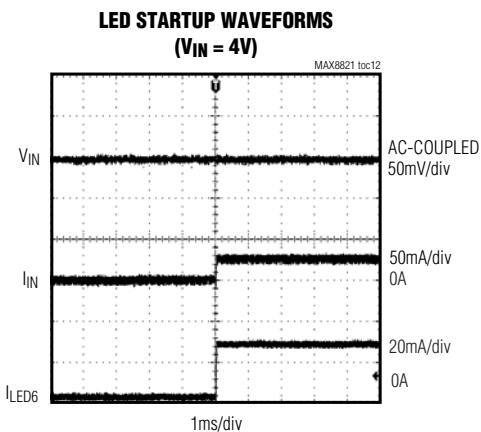 LED STARTUP WAVEFORMS
(VIN = 4V)
MAX8821 toc12
VIN
AC-COUPLED
50mV/div
50mA/div
IIN
0A
20mA/div
0A
ILED6
1ms/div